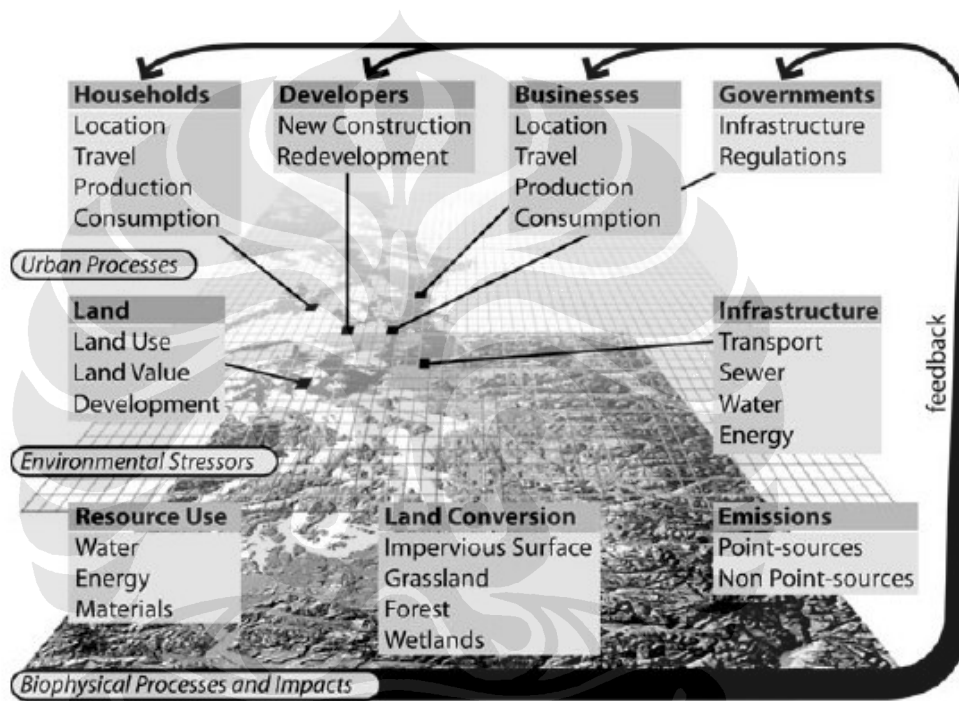 Households
Location
Travel
Production
Consumption
Developers
New Construction
Redevelopment
Businesses
Location
Travel
Production
Consumption
Governments
Infrastructure
Regulations
Urban Processes
Land
Land Use
Land Value
Development
Infrastructure
Transport
Sewer
Water
Energy
feedback
Environmental Stressors
Resource Use
Water
Energy
Materials
Land Conversion
Impervious Surface
Grassland
Forest
Wetlands
Emissions
Point-sources
Non Point-sources
Biophysical Processes and Impacts